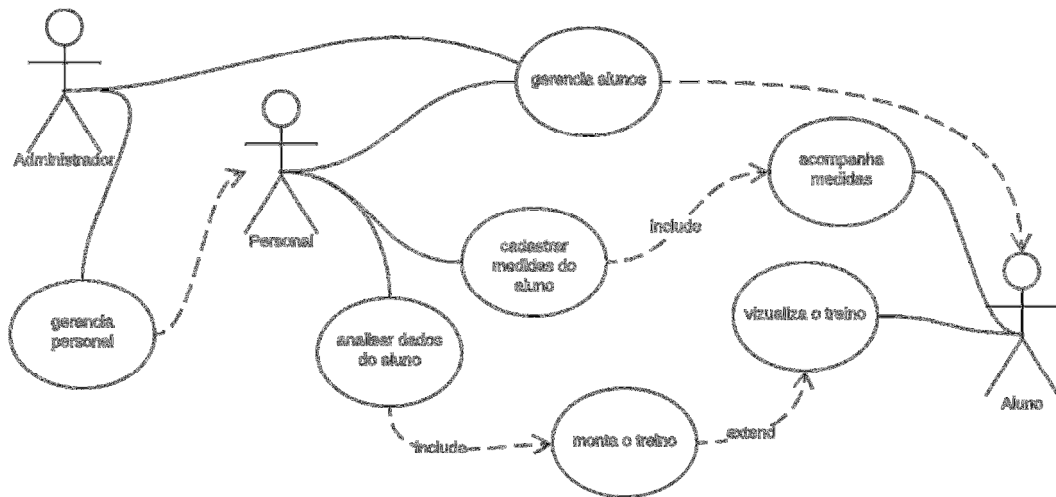 gerencia alunos
Administrador
acompanha
medidas
include
Personal
cadastrar
medidas do
aluno
gerencia
personal
vizualiza o treino
analisar dados
do aluno
Aluno
include
monta o treino
extend